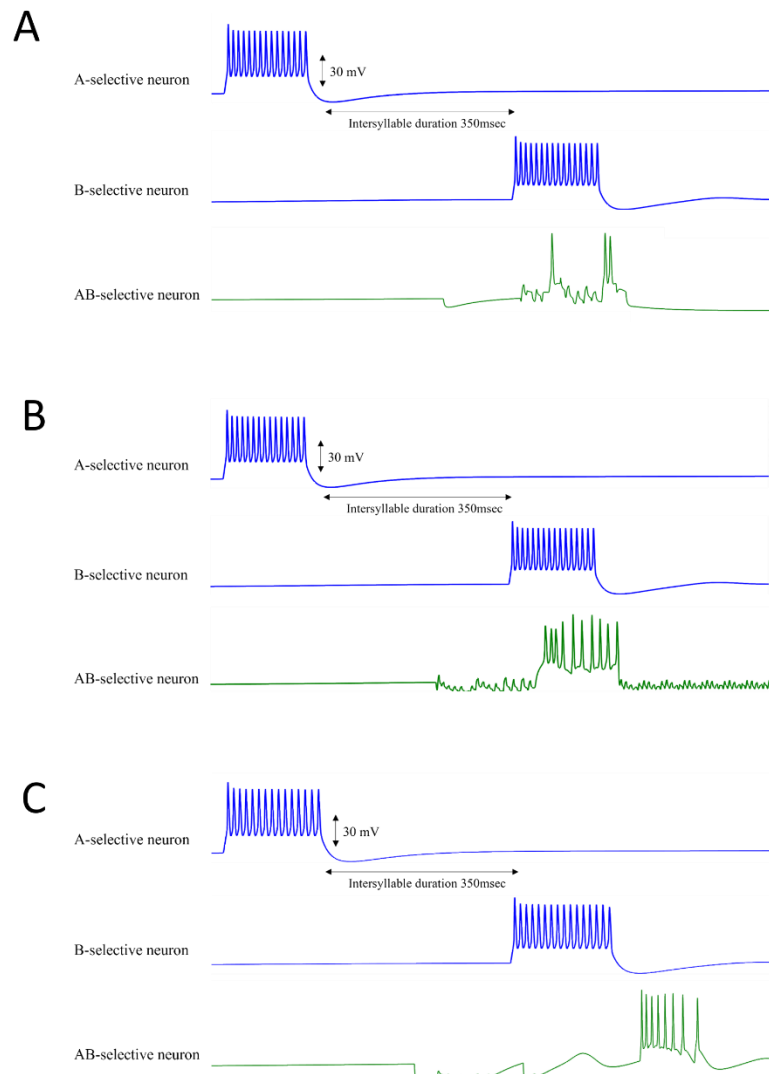 A
A-selective neuron
30 mV
Intersyllable duration 350msec
B-selective neuron
AB-selective neuron
B
A-selective neuron
30 mV
Intersyllable duration 350msec
B-selective neuron
AB-selective neuron
C
A-selective neuron
30 mV
Intersyllable duration 350msec
B-selective neuron
AB-selective neuron